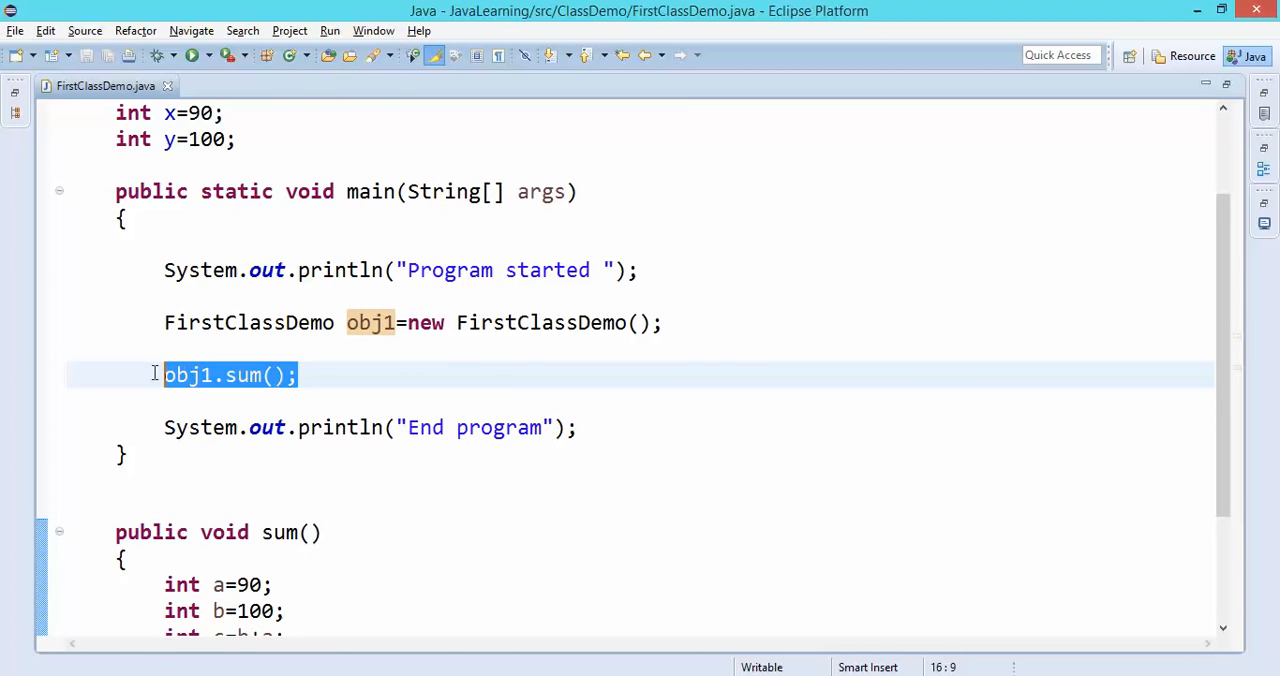 Java - JavaLearning/src/ClassDemo/FirstClassDemo.java - Eclipse Platform
File Edit Source Refactor Navigate Search Project Run Window Help
Quick Access Resource Java
FirstClassDemo.java
int x=90;
int y=100;
public static void main(String[] args)
{
System.out.println("Program started ");
FirstClassDemo obj1=new FirstClassDemo();
obj1.sum();
System.out.println("End program");
}
public void sum()
{
int a=90;
int b=100;
int c=b+a;
Writable Smart Insert 16:9